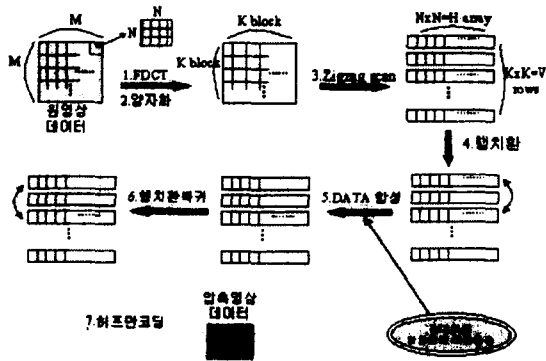 M
N
NxN=H array
N
K block
M
K block
1.FDCT
2.양자화
3.Zigzag scan
KxK=V
rows
원영상
데이터
4.행치환
6.행치환복귀
5.DATA 합성
압축영상
데이터
7.허프만코딩